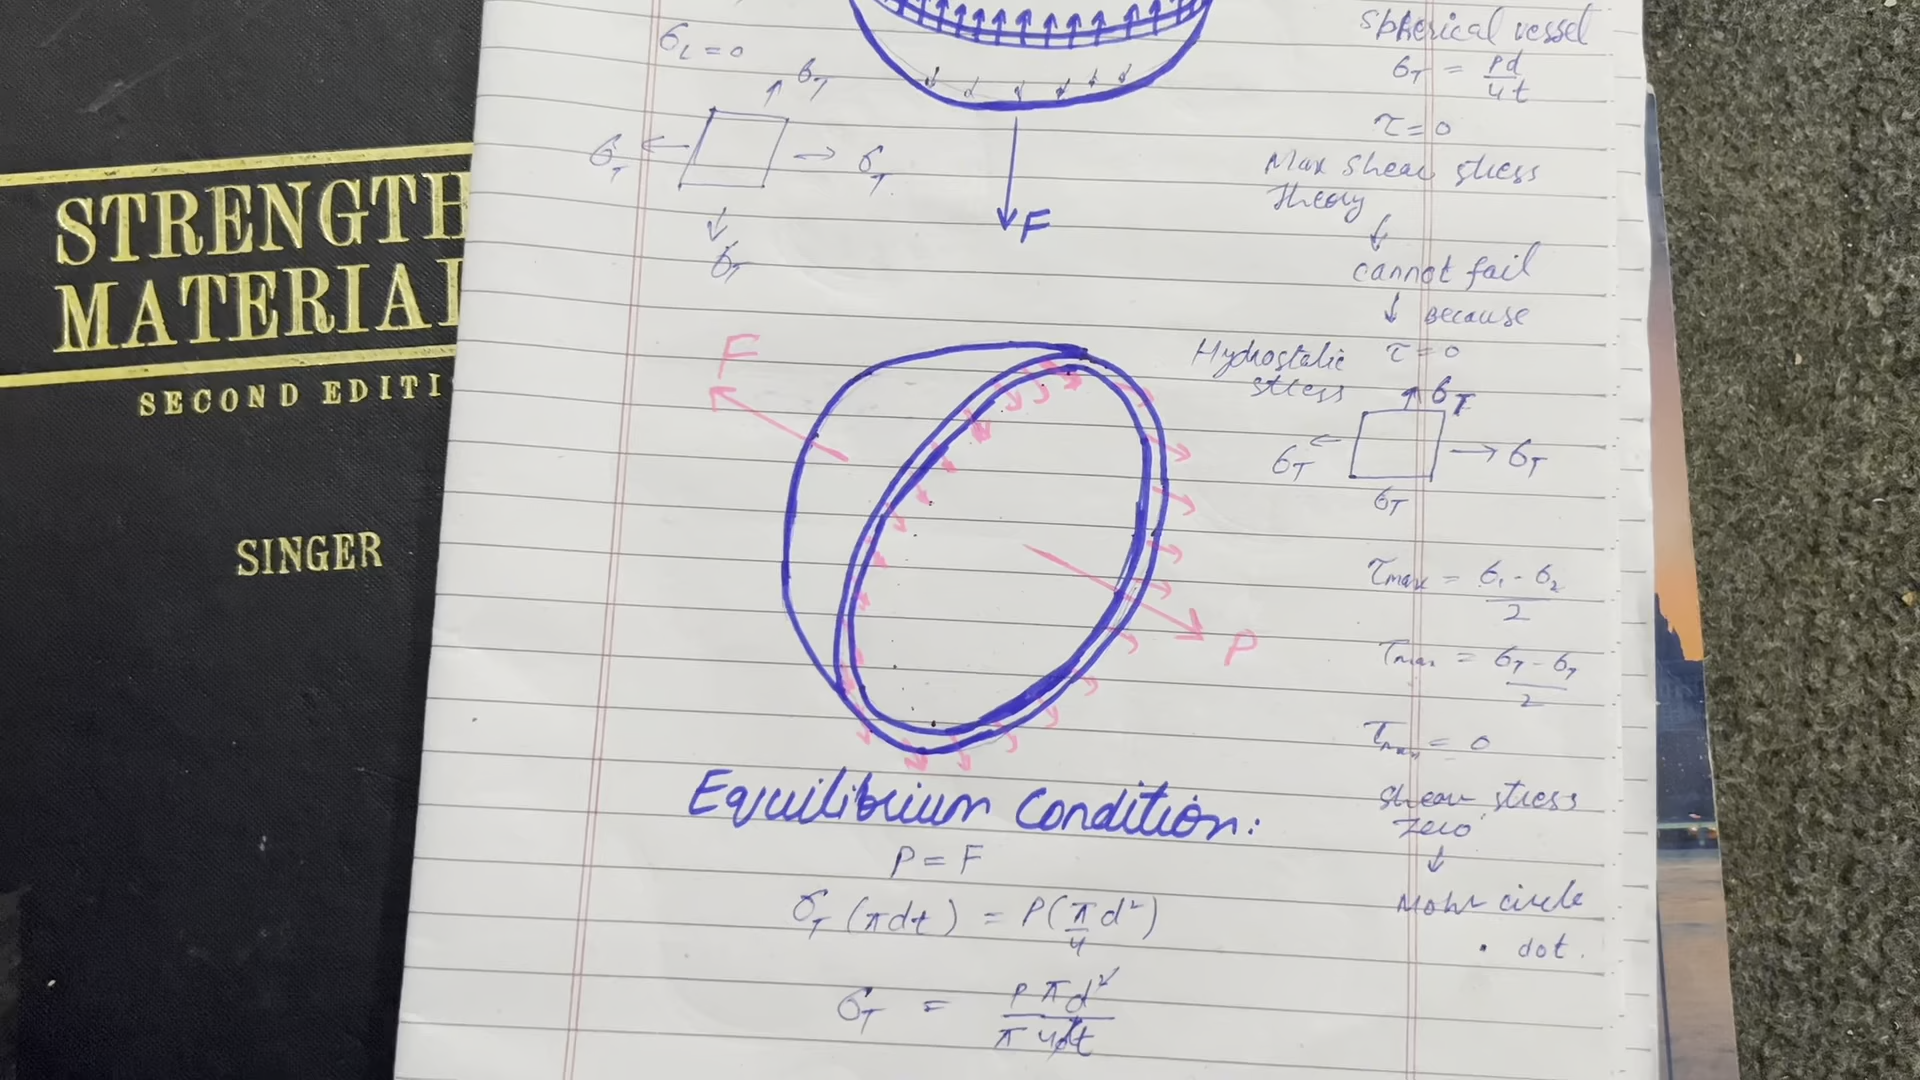 STRENGTH
MATERIAL
SECOND EDITI
SINGER
σL = 0
σT
σT
σT
σT
F
F
P
Equilibrium Condition:
P = F
σT (πdt) = P(π/4 d²)
σT = Pπd²/π4dt
Spherical vessel
σT = Pd/4t
τ = 0
Max Shear stress
theory
↓
cannot fail
↓ Because
Hydrostatic τ = 0
stress
σT
σT
σT
σT
τmax = σ1 - σ2/2
τmax = σT - σT/2
τmax = 0
Shear stress
zero
↓
Mohr circle
• dot.